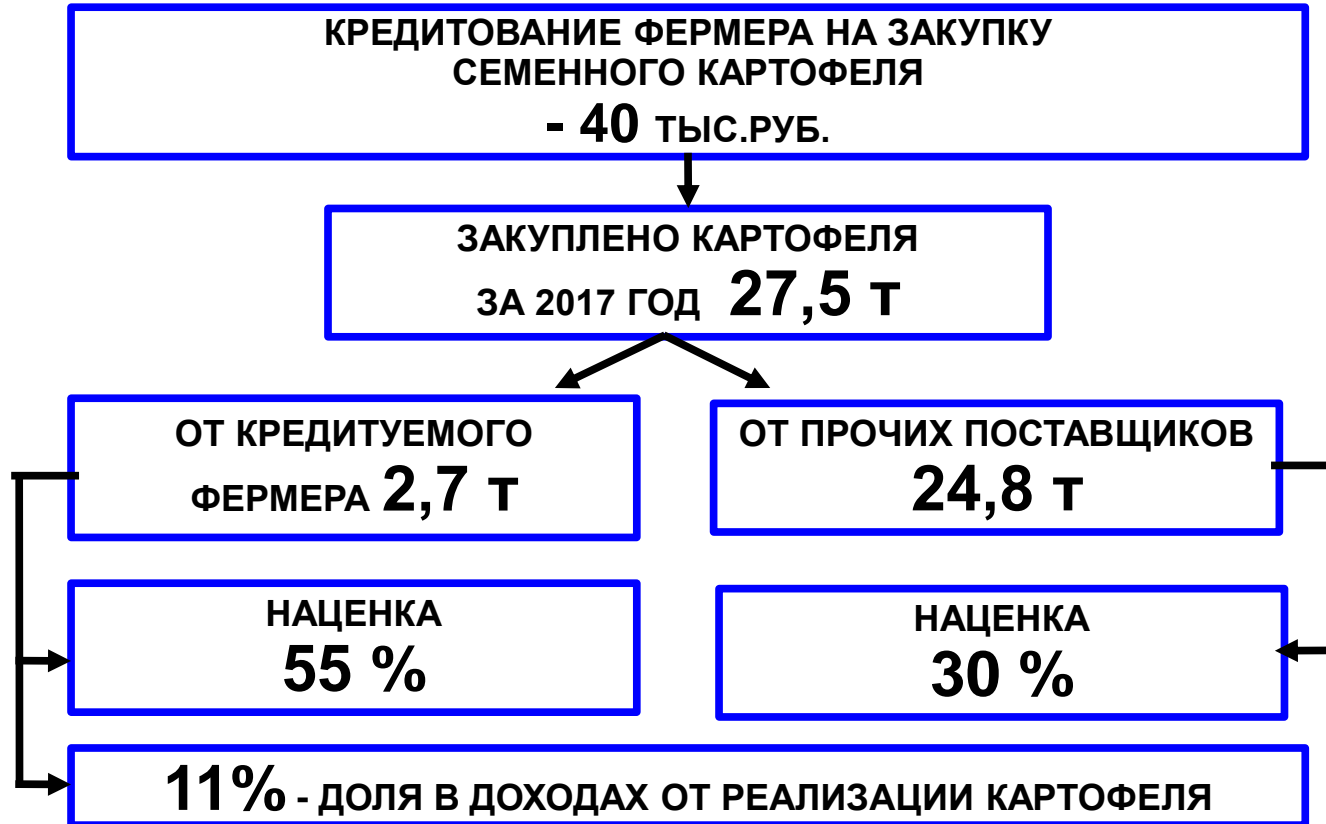 КРЕДИТОВАНИЕ ФЕРМЕРА НА ЗАКУПКУ
СЕМЕННОГО КАРТОФЕЛЯ
- 40 ТЫС.РУБ.
ЗАКУПЛЕНО КАРТОФЕЛЯ
ЗА 2017 ГОД 27,5 т
ОТ КРЕДИТУЕМОГО
ФЕРМЕРА 2,7 т
ОТ ПРОЧИХ ПОСТАВЩИКОВ
24,8 т
НАЦЕНКА
55 %
НАЦЕНКА
30 %
11% - ДОЛЯ В ДОХОДАХ ОТ РЕАЛИЗАЦИИ КАРТОФЕЛЯ